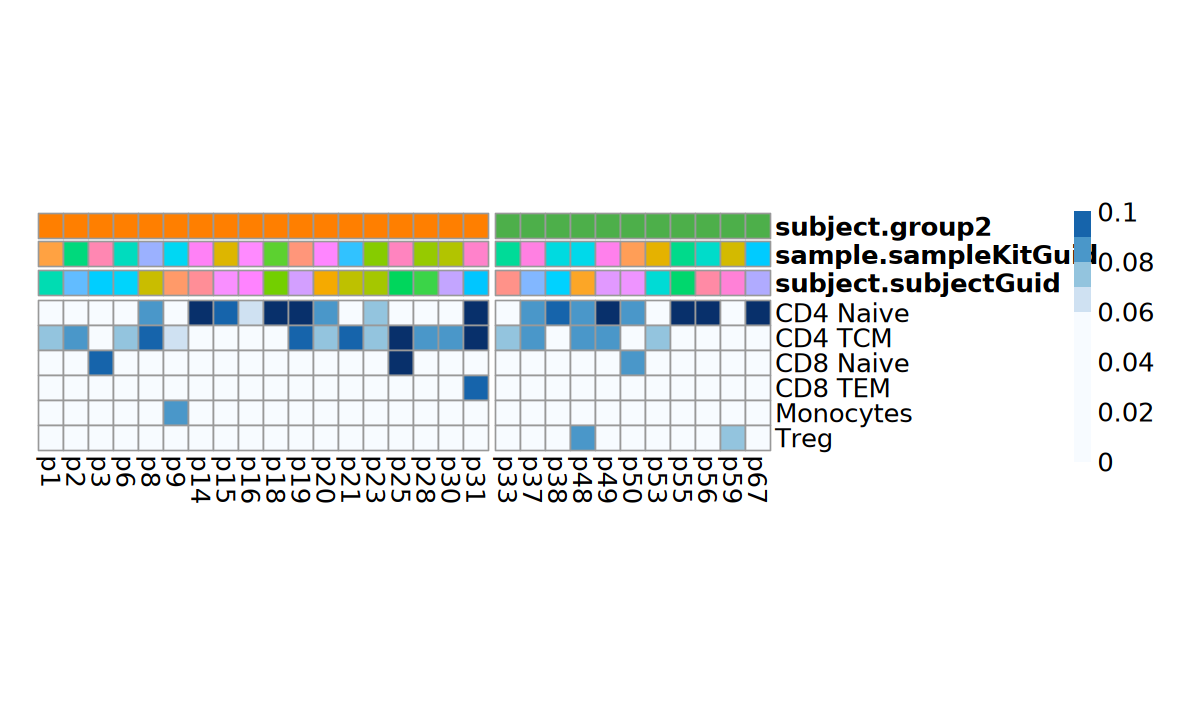 0.1
subject.group2
sample.sampleKitGuid
0.08
subject.subjectGuid
CD4 Naive
0.06
CD4 TCM
CD8 Naive
0.04
CD8 TEM
Monocytes
0.02
Treg
0
p1 p2 p3 p6 p8 p9 p14 p15 p16 p18 p19 p20 p21 p23 p25 p28 p30 p31 p33 p37 p38 p48 p49 p50 p53 p55 p56 p59 p67